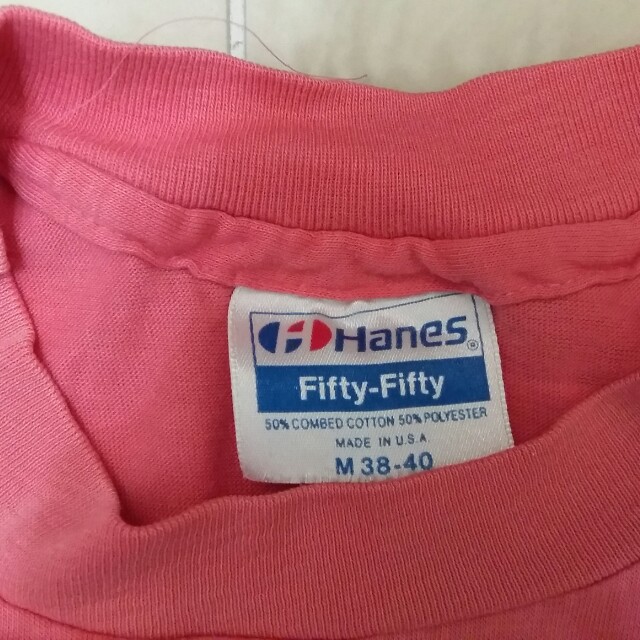 Hanes®
Fifty-Fifty
50% COMBED COTTON 50% POLYESTER
MADE IN U.S.A.
M 38-40